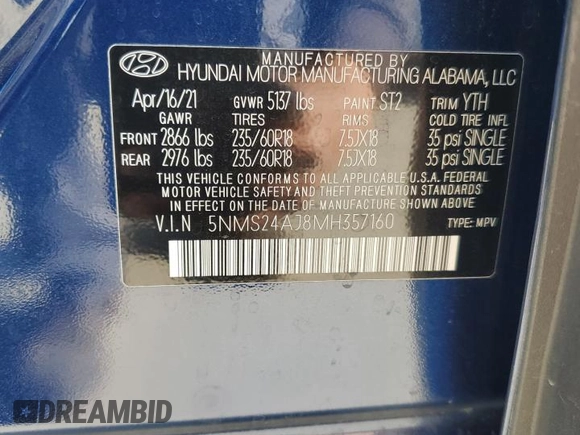 MANUFACTURED BY
HYUNDAI MOTOR MANUFACTURING ALABAMA, LLC
Apr/16/21 GVWR 5137 lbs PAINT ST2 TRIM YTH
GAWR TIRES RIMS COLD TIRE INFL
FRONT 2866 lbs 235/60R18 7.5JX18 35 psi SINGLE
REAR 2976 lbs 235/60R18 7.5JX18 35 psi SINGLE
THIS VEHICLE CONFORMS TO ALL APPLICABLE U.S. FEDERAL
MOTOR VEHICLE SAFETY AND THEFT PREVENTION STANDARDS
IN EFFECT ON THE DATE OF MANUFACTURE SHOWN ABOVE.
V.I.N 5NMS24AJ8MH357160 TYPE: MPV
DREAMBID